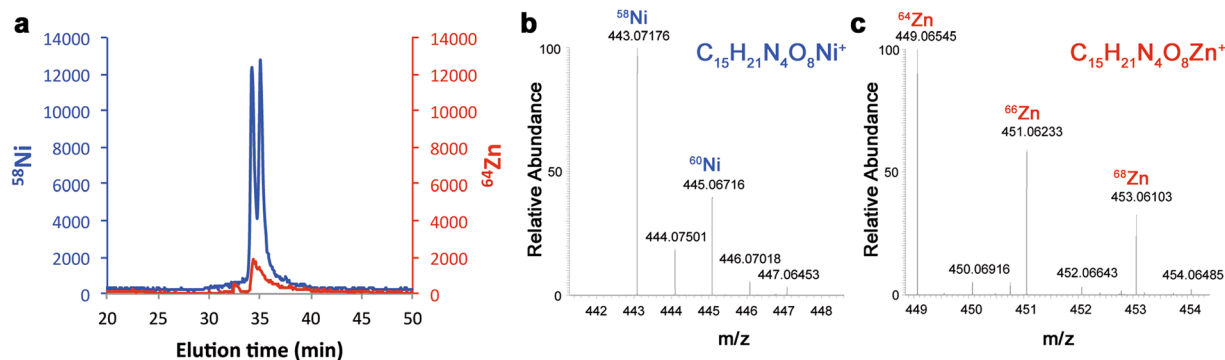 a
14000
12000
10000
8000
6000
4000
2000
0
⁵⁸Ni
14000
12000
10000
8000
6000
4000
2000
0
⁶⁴Zn
20 25 30 35 40 45 50
Elution time (min)
b
⁵⁸Ni
443.07176
C₁₅H₂₁N₄O₈Ni⁺
100
50
0
Relative Abundance
⁶⁰Ni
445.06716
444.07501
446.07018
447.06453
442 443 444 445 446 447 448
m/z
c
⁶⁴Zn
449.06545
C₁₅H₂₁N₄O₈Zn⁺
100
50
0
Relative Abundance
⁶⁶Zn
451.06233
⁶⁸Zn
453.06103
450.06916
452.06643
454.06485
449 450 451 452 453 454
m/z